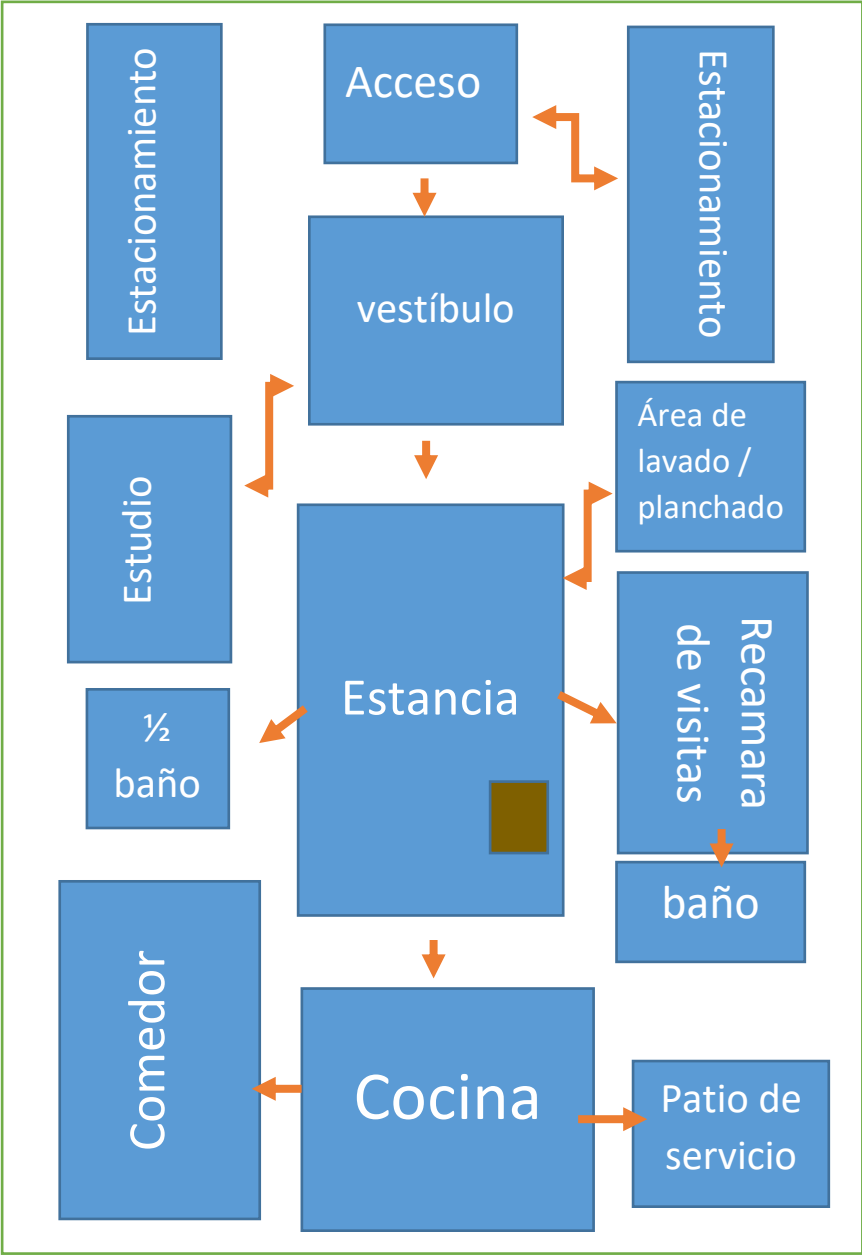 Estacionamiento
Acceso
Estacionamiento
vestíbulo
Estudio
Área de
lavado /
planchado
Estancia
Recamara
de visitas
½
baño
baño
Comedor
Cocina
Patio de
servicio